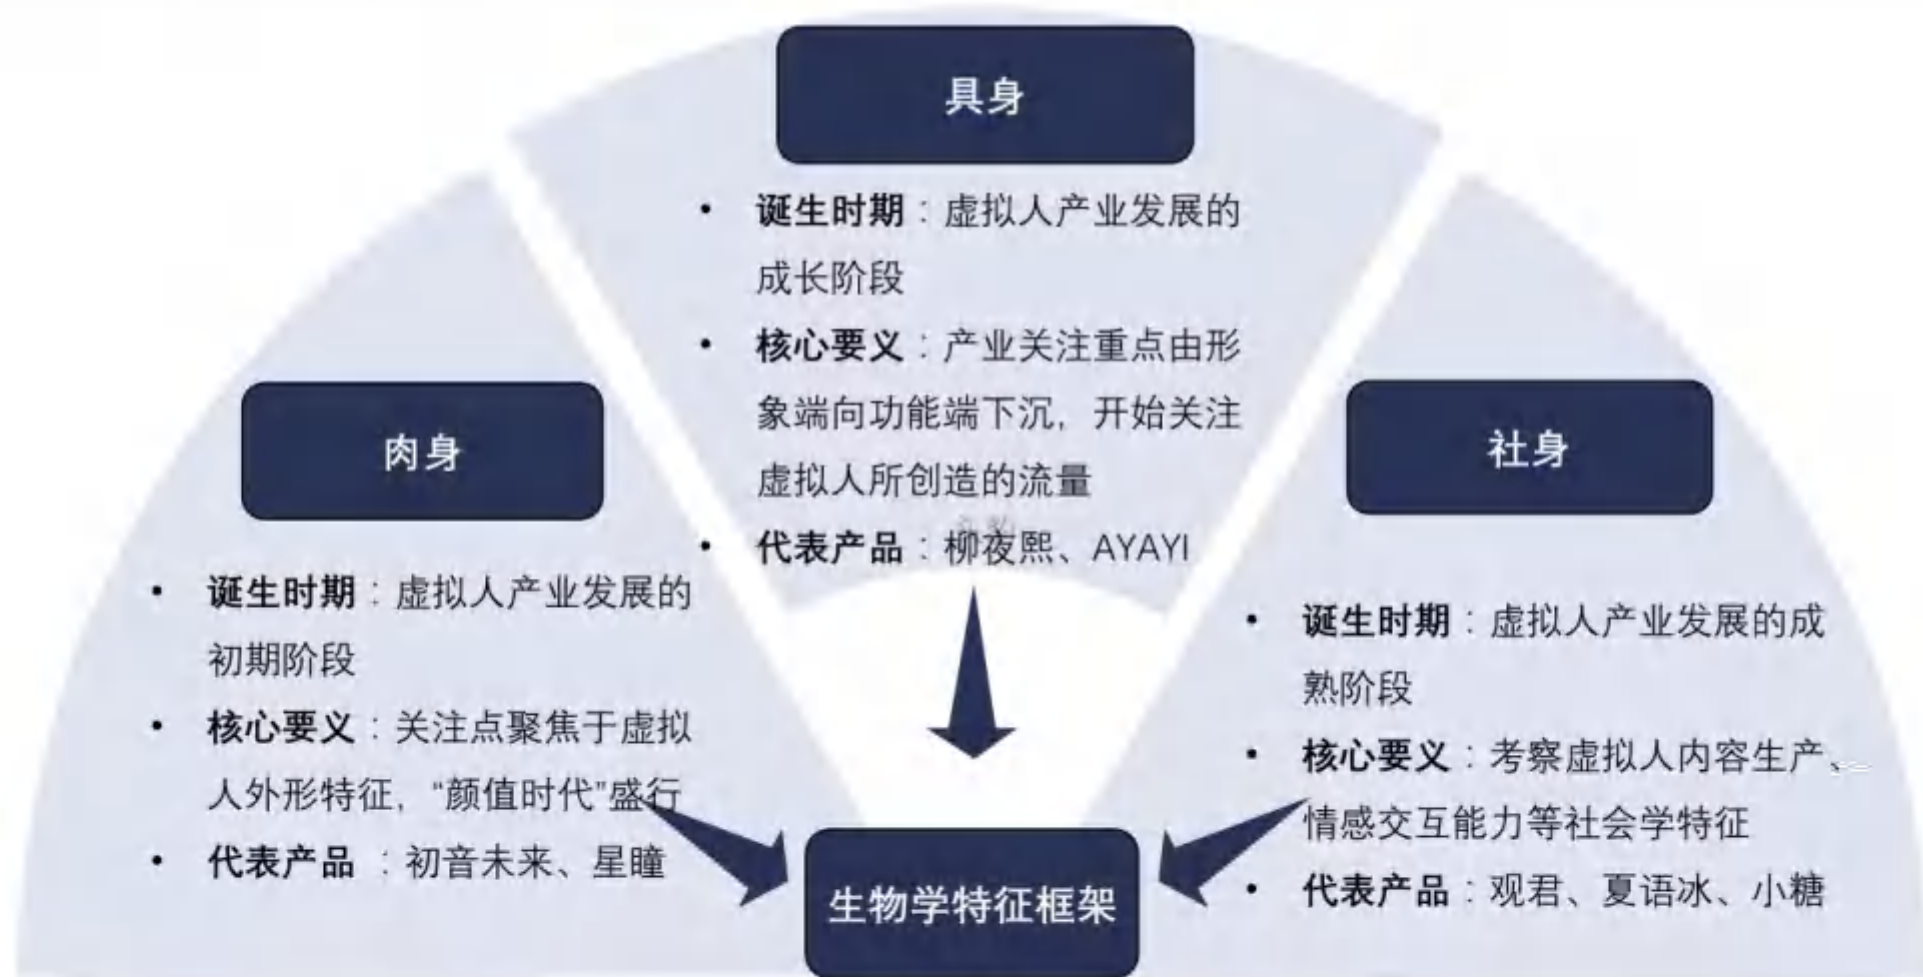 具身
• 诞生时期：虚拟人产业发展的
成长阶段
• 核心要义：产业关注重点由形
象端向功能端下沉，开始关注
虚拟人所创造的流量
• 代表产品：柳夜熙、AYAYI
肉身
• 诞生时期：虚拟人产业发展的
初期阶段
• 核心要义：关注点聚焦于虚拟
人外形特征，“颜值时代”盛行
• 代表产品 ：初音未来、星瞳
社身
• 诞生时期：虚拟人产业发展的成
熟阶段
• 核心要义：考察虚拟人内容生产、
情感交互能力等社会学特征
• 代表产品：观君、夏语冰、小糖
生物学特征框架